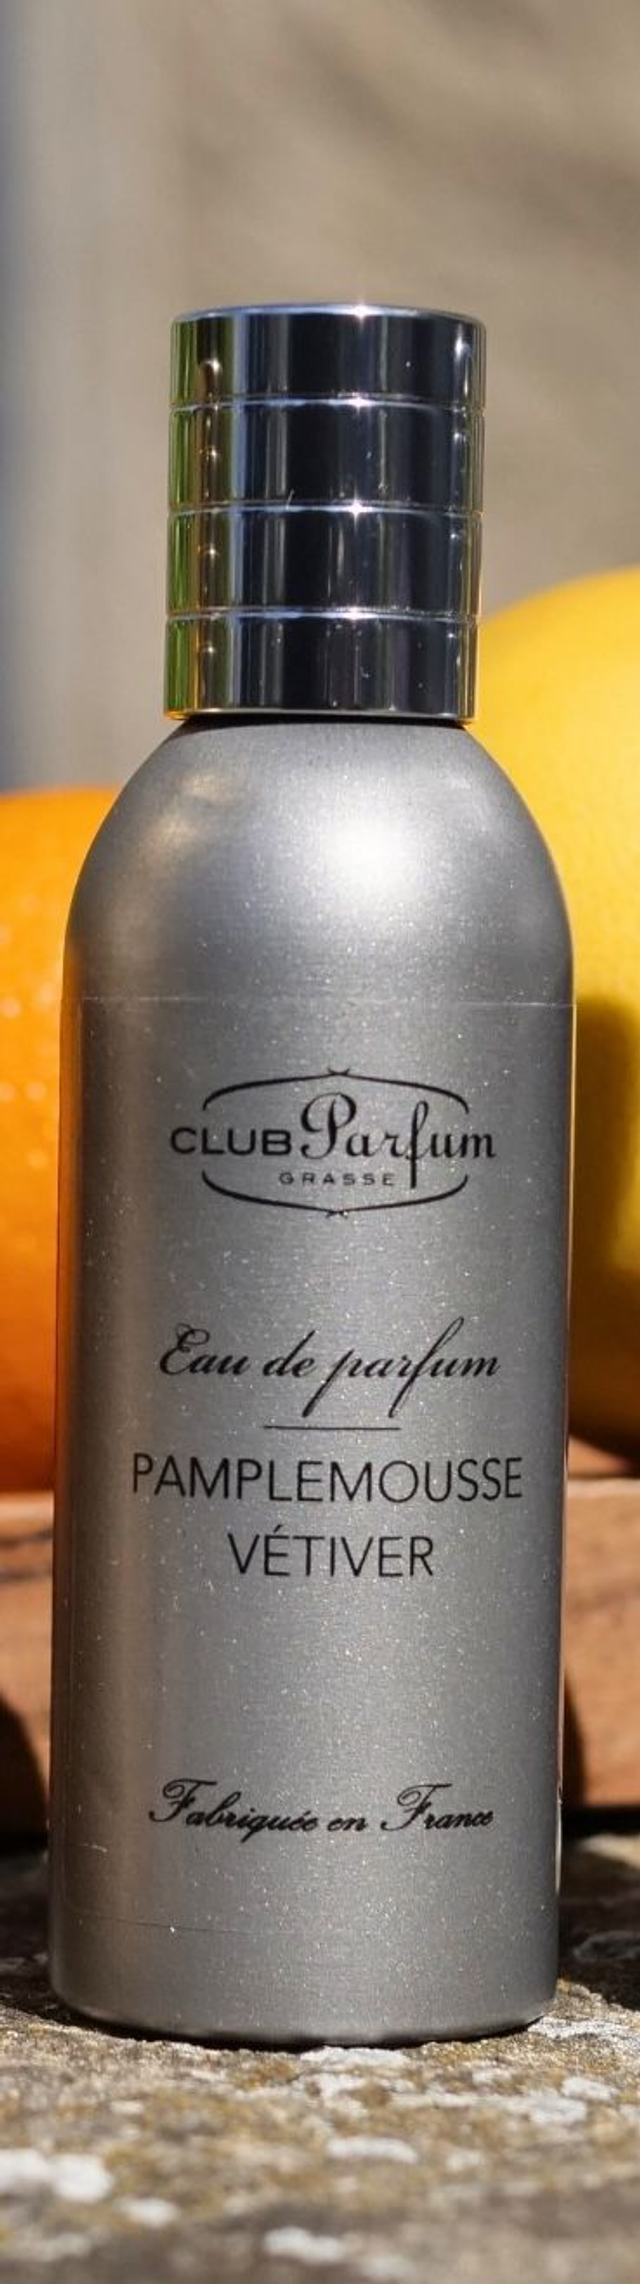 CLUB Parfum
GRASSE
Eau de parfum
PAMPLEMOUSSE
VÉTIVER
Fabriquée en France